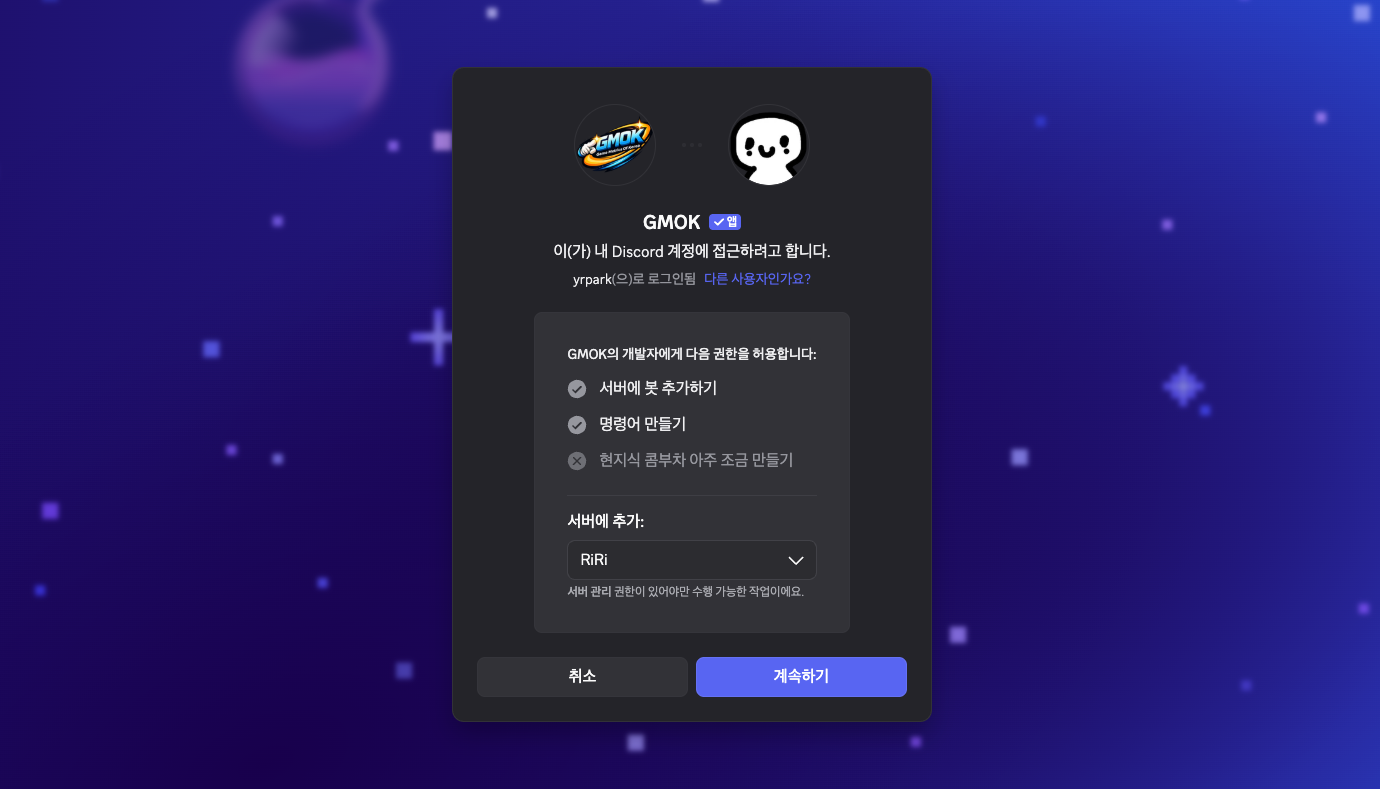 GMOK
GMOK 앱
이(가) 내 Discord 계정에 접근하려고 합니다.
yrpark(으)로 로그인됨 다른 사용자인가요?
GMOK의 개발자에게 다음 권한을 허용합니다:
서버에 봇 추가하기
명령어 만들기
현지식 콤부차 아주 조금 만들기
서버에 추가:
RiRi
서버 관리 권한이 있어야만 수행 가능한 작업이에요.
취소 계속하기